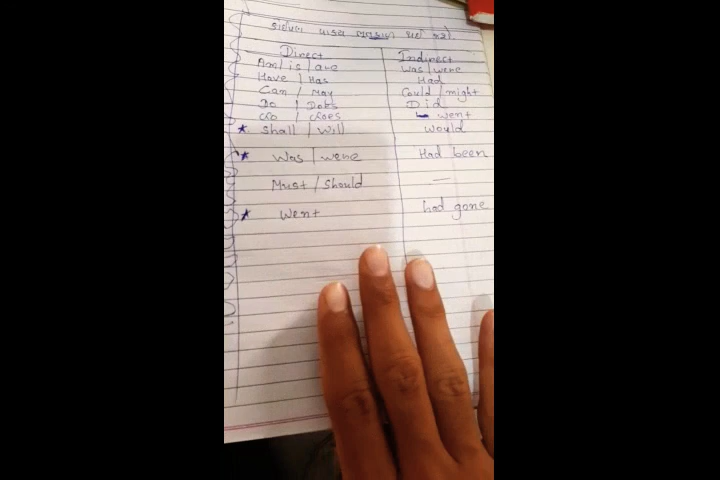 Direct Indirect
Am / is / are Was / were
Have / Has Had
Can / May Could / might
Do / Does Did
Go / Goes went
* Shall / Will would
* Was / were Had been
Must / Should —
* Went had gone